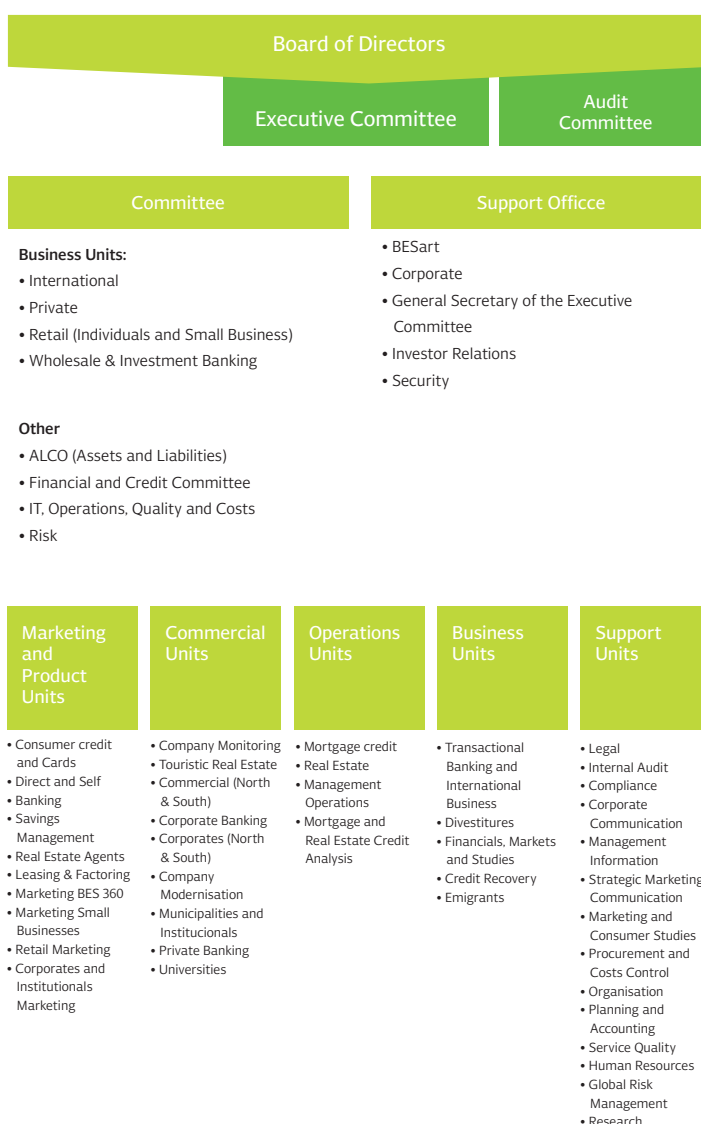 Board of Directors
Executive Committee
Audit
Committee
Committee
Business Units:
• International
• Private
• Retail (Individuals and Small Business)
• Wholesale & Investment Banking
Other
• ALCO (Assets and Liabilities)
• Financial and Credit Committee
• IT, Operations, Quality and Costs
• Risk
Support Officce
• BESart
• Corporate
• General Secretary of the Executive
Committee
• Investor Relations
• Security
Marketing
and
Product
Units
• Consumer credit
and Cards
• Direct and Self
• Banking
• Savings
Management
• Real Estate Agents
• Leasing & Factoring
• Marketing BES 360
• Marketing Small
Businesses
• Retail Marketing
• Corporates and
Institutionals
Marketing
Commercial
Units
• Company Monitoring
• Touristic Real Estate
• Commercial (North
& South)
• Corporate Banking
• Corporates (North
& South)
• Company
Modernisation
• Municipalities and
Institucionals
• Private Banking
• Universities
Operations
Units
• Mortgage credit
• Real Estate
• Management
Operations
• Mortgage and
Real Estate Credit
Analysis
Business
Units
• Transactional
Banking and
International
Business
• Divestitures
• Financials, Markets
and Studies
• Credit Recovery
• Emigrants
Support
Units
• Legal
• Internal Audit
• Compliance
• Corporate
Communication
• Management
Information
• Strategic Marketing
Communication
• Marketing and
Consumer Studies
• Procurement and
Costs Control
• Organisation
• Planning and
Accounting
• Service Quality
• Human Resources
• Global Risk
Management
• Research